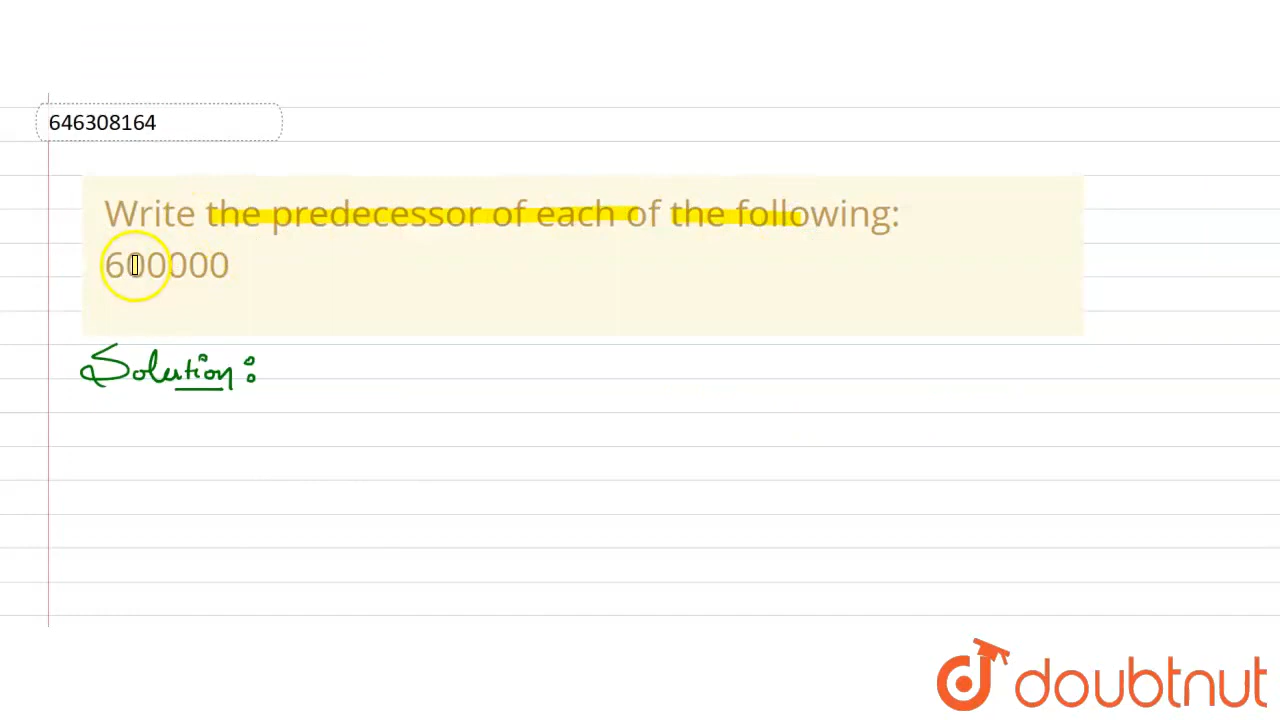 646308164
Write the predecessor of each of the following:
600000
Solution :
doubtnut